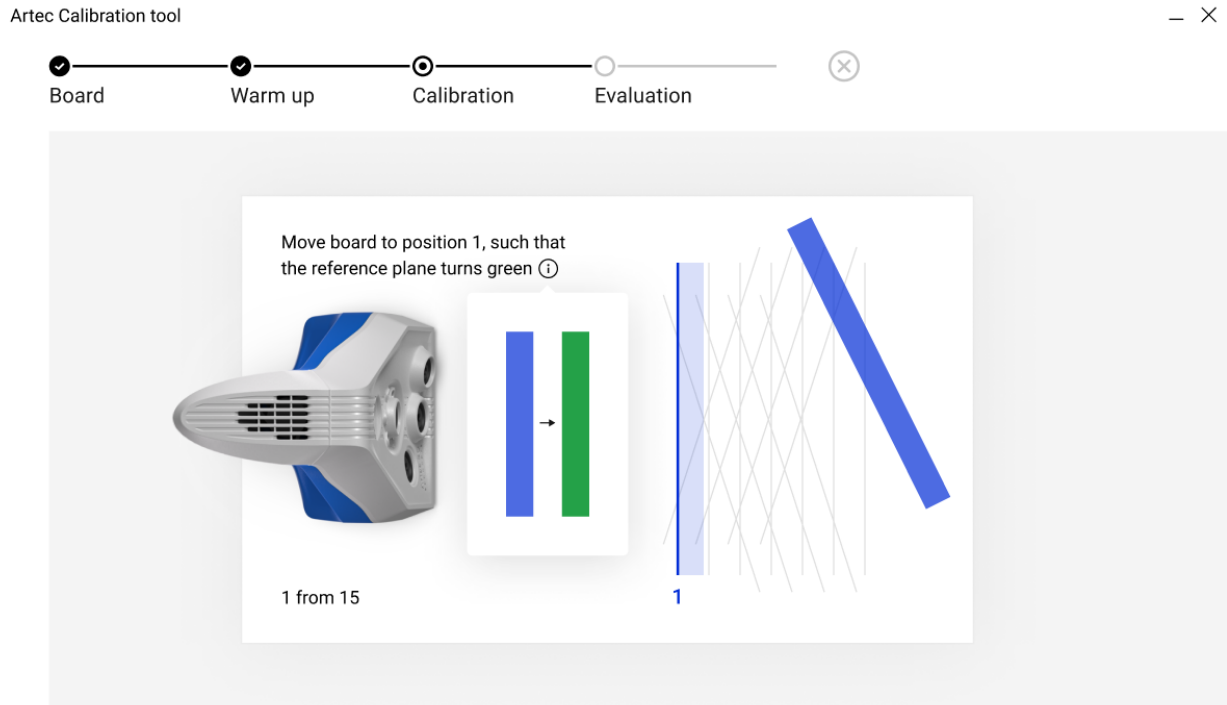 Artec Calibration tool
Board
Warm up
Calibration
Evaluation
Move board to position 1, such that
the reference plane turns green
1 from 15
1